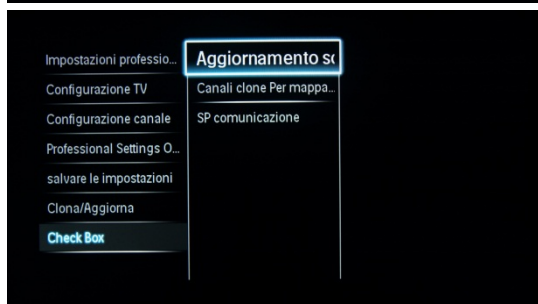 Impostazioni professio...
Configurazione TV
Configurazione canale
Professional Settings O...
salvare le impostazioni
Clona/Aggiorna
Check Box
Aggiornamento so
Canali clone Per mappa...
SP comunicazione